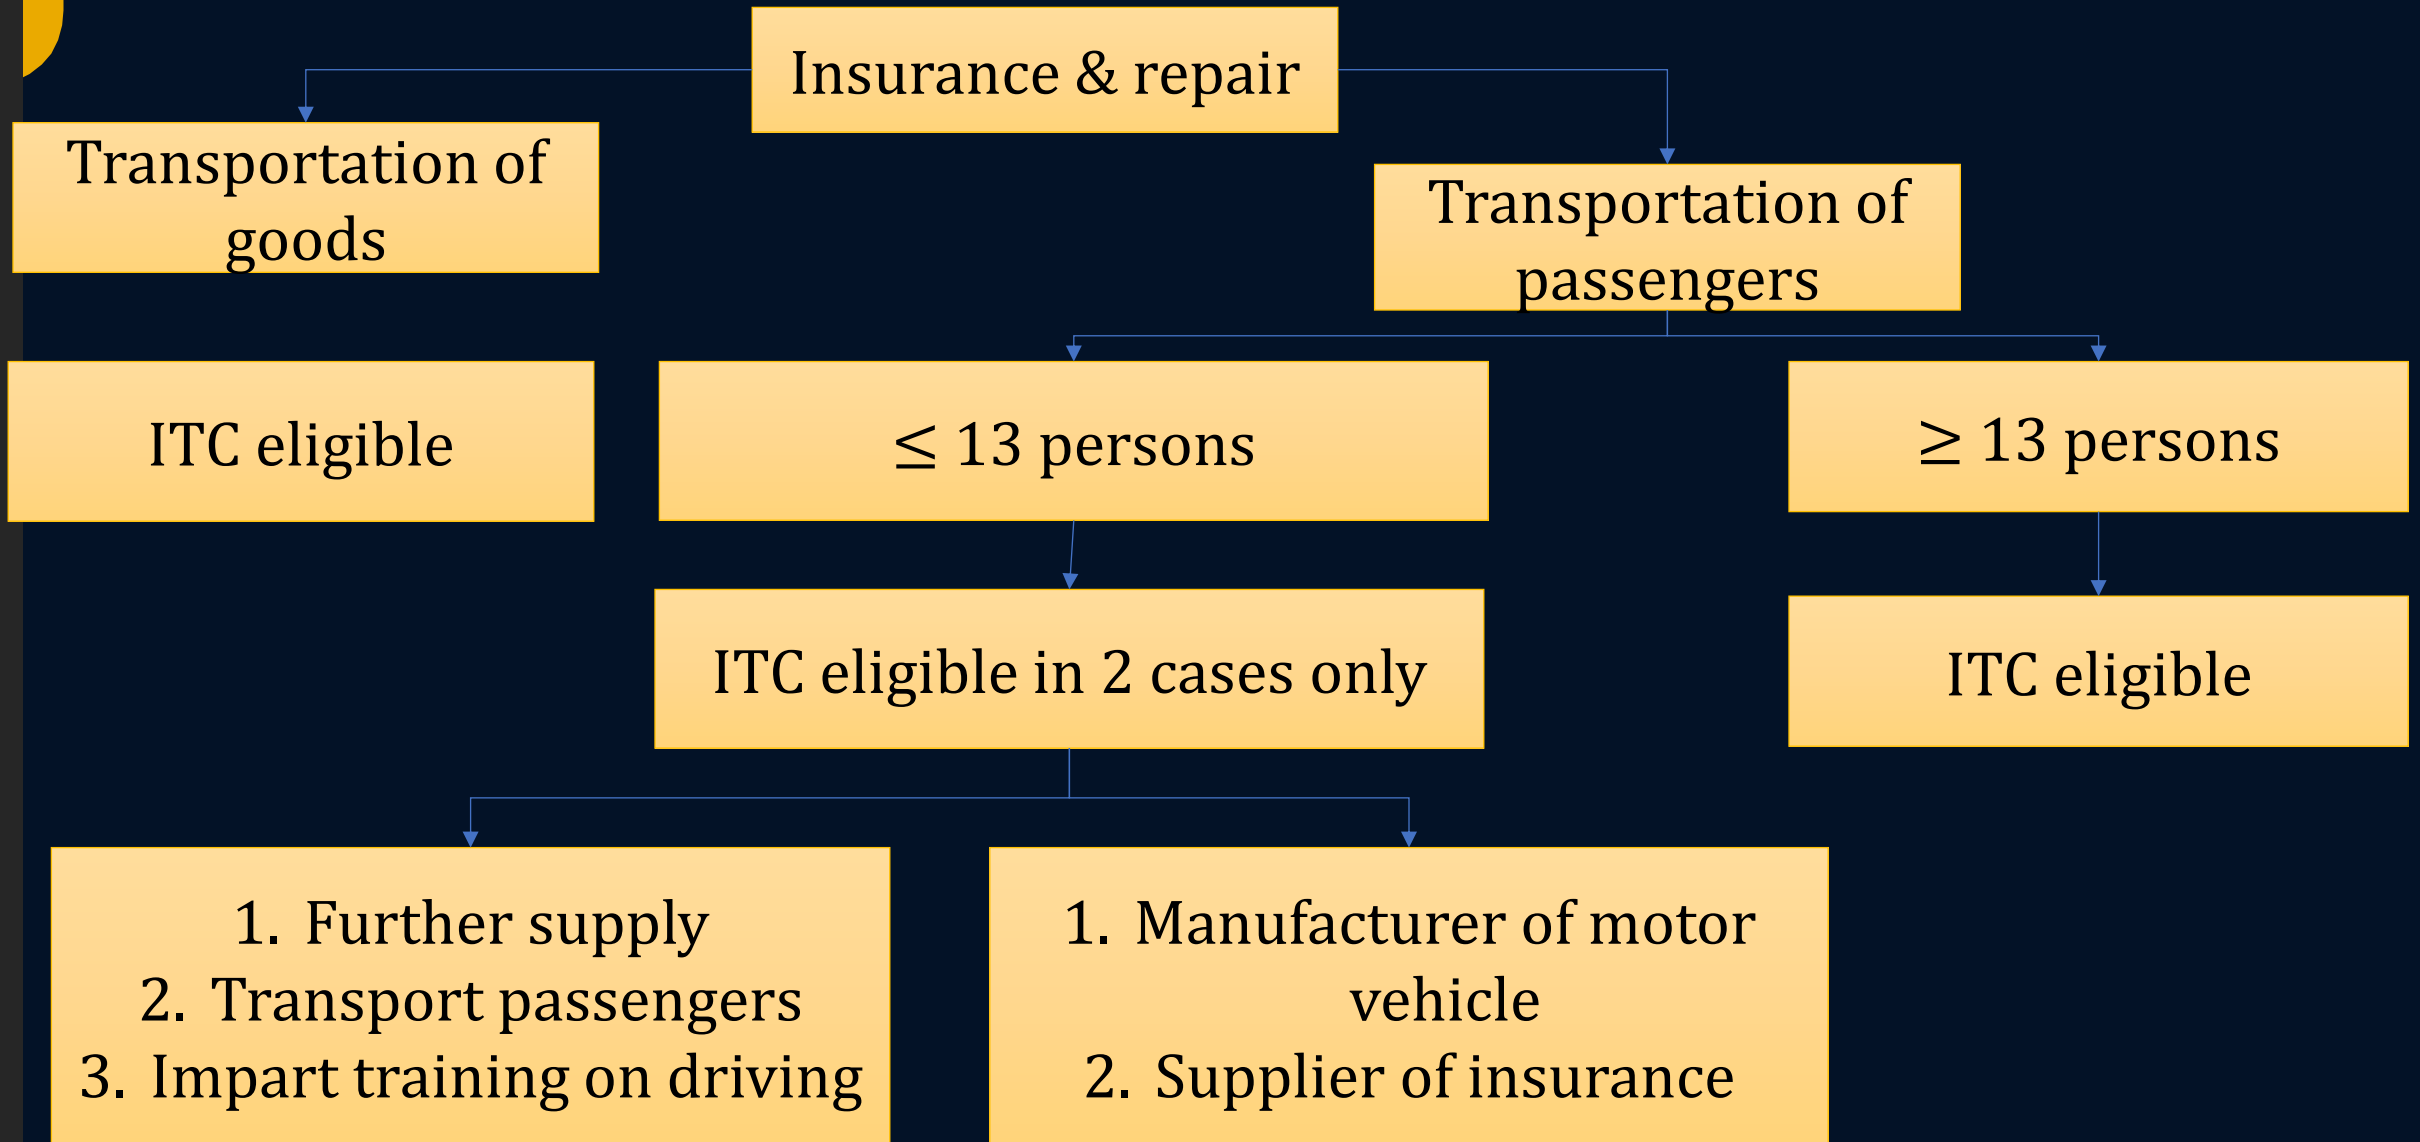 Insurance & repair
Transportation of
goods
Transportation of
passengers
ITC eligible
≤ 13 persons
≥ 13 persons
ITC eligible in 2 cases only
ITC eligible
1. Further supply
2. Transport passengers
3. Impart training on driving
1. Manufacturer of motor
vehicle
2. Supplier of insurance